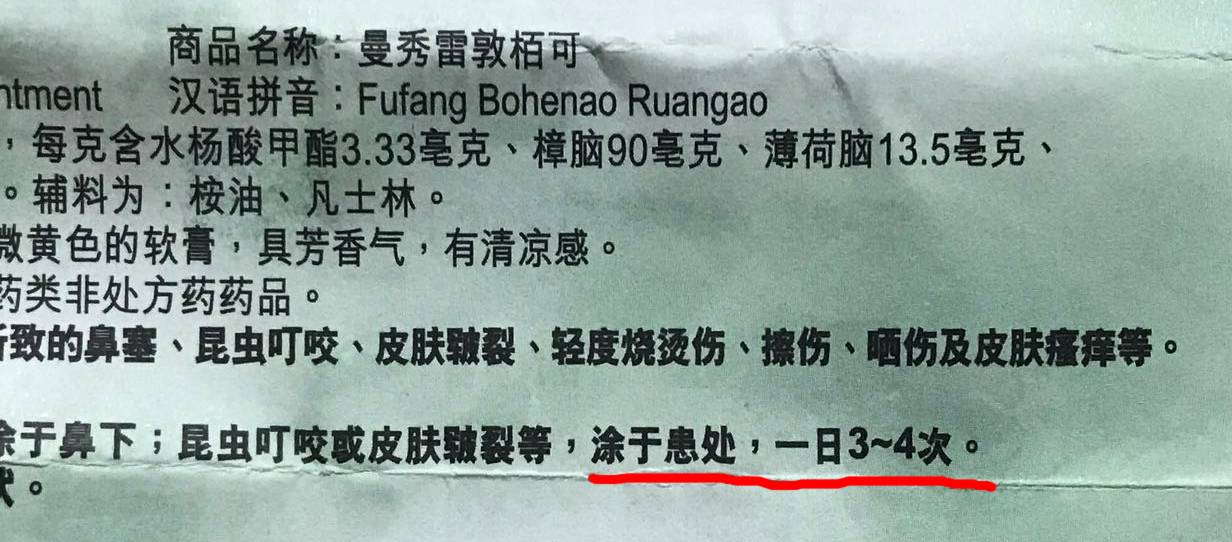 商品名称：曼秀雷敦栢可
ntment 汉语拼音：Fufang Bohenao Ruangao
，每克含水杨酸甲酯3.33毫克、樟脑90毫克、薄荷脑13.5毫克、
。辅料为：桉油、凡士林。
微黄色的软膏，具芳香气，有清凉感。
药类非处方药药品。
所致的鼻塞、昆虫叮咬、皮肤皲裂、轻度烧烫伤、擦伤、晒伤及皮肤瘙痒等。
涂于鼻下；昆虫叮咬或皮肤皲裂等，涂于患处，一日3~4次。
状。